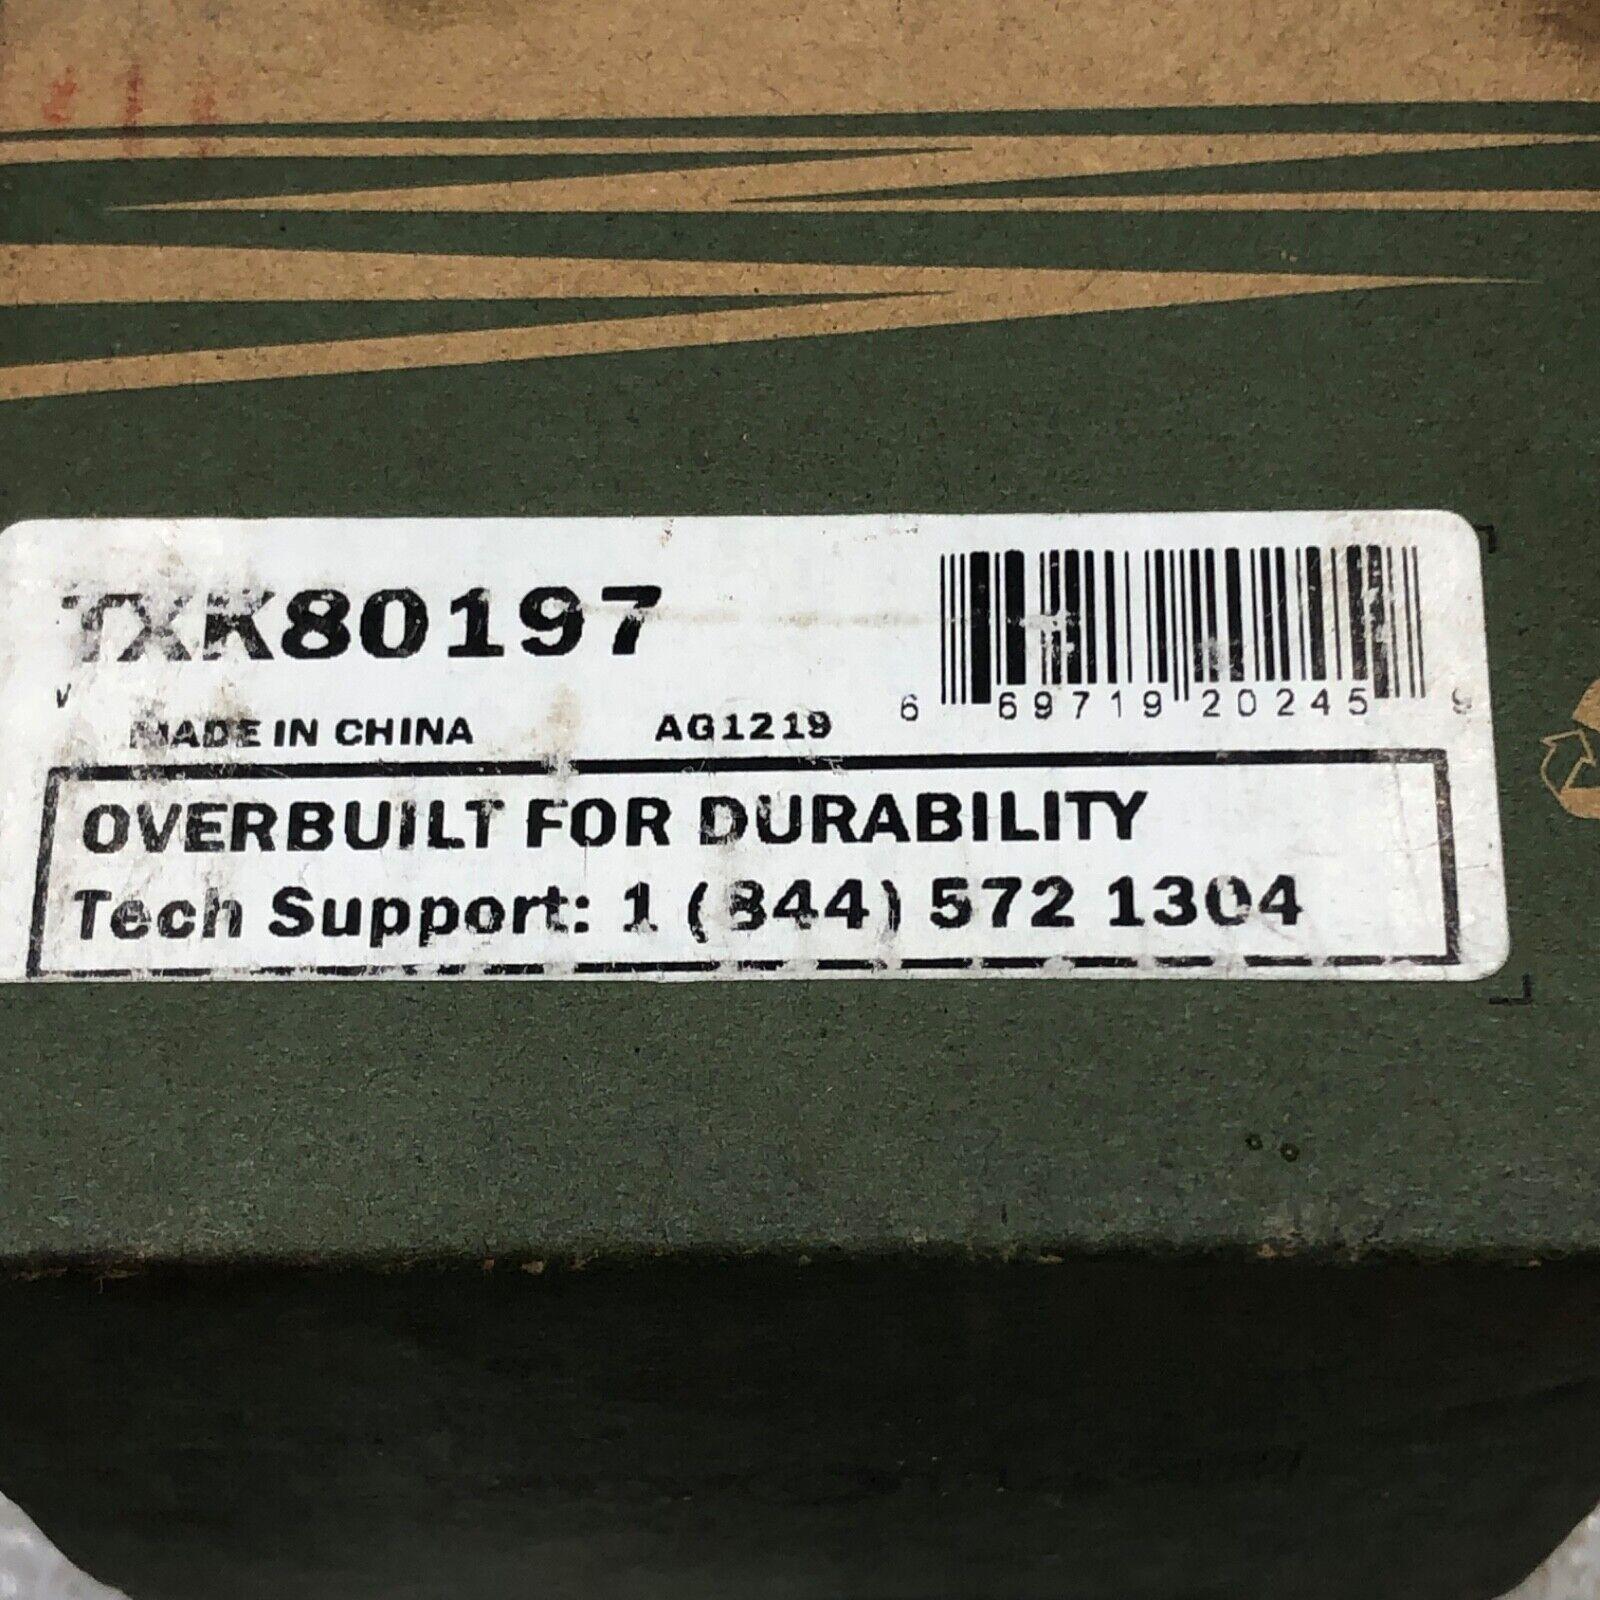 TXK80197
6 69719 20245 9
MADE IN CHINA AG1219
OVERBUILT FOR DURABILITY
Tech Support: 1 (844) 572 1304